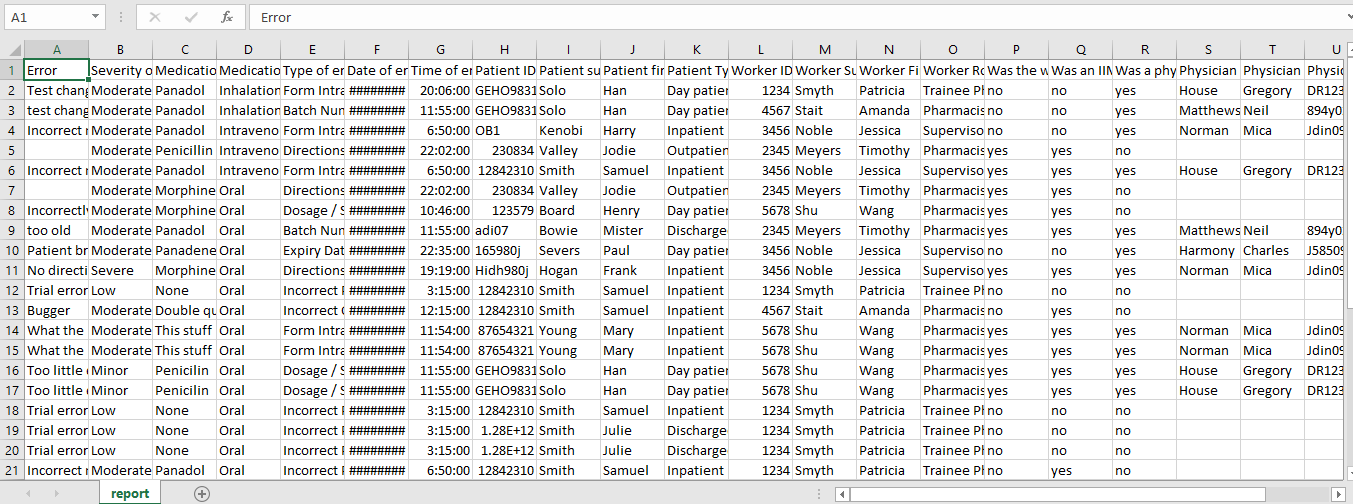 A1 Error
A B C D E F G H I J K L M N O P Q R S T U
1 Error Severity o Medicatio Medicatio Type of er Date of er Time of er Patient ID Patient su Patient fir Patient Ty Worker ID Worker Su Worker Fi Worker Ro Was the w Was an IIM Was a phy Physician Physician Physic
2 Test chang Moderate Panadol Inhalation Form Intra ######## 20:06:00 GEHO9831 Solo Han Day patier 1234 Smyth Patricia Trainee Ph no no yes House Gregory DR123
3 test chang Moderate Panadol Inhalation Batch Num ######## 11:55:00 GEHO9831 Solo Han Day patier 4567 Stait Amanda Pharmacis no no yes Matthews Neil 894y0
4 Incorrect r Moderate Panadol Intraveno Form Intra ######## 6:50:00 OB1 Kenobi Harry Inpatient 3456 Noble Jessica Superviso no no yes Norman Mica Jdin09
5 Moderate Penicillin Intraveno Directions ######## 22:02:00 230834 Valley Jodie Outpatien 2345 Meyers Timothy Pharmacis yes yes no
6 Incorrect r Moderate Panadol Intraveno Form Intra ######## 6:50:00 12842310 Smith Samuel Inpatient 3456 Noble Jessica Superviso yes yes yes House Gregory DR123
7 Moderate Morphine Oral Directions ######## 22:02:00 230834 Valley Jodie Outpatien 2345 Meyers Timothy Pharmacis yes yes no
8 Incorrectly Moderate Morphine Oral Dosage / S ######## 10:46:00 123579 Board Henry Day patier 5678 Shu Wang Pharmacis yes yes no
9 too old Moderate Panadol Oral Batch Num ######## 11:55:00 adi07 Bowie Mister Discharge 2345 Meyers Timothy Pharmacis yes yes yes Matthews Neil 894y0
10 Patient br Moderate Panadene Oral Expiry Dat ######## 22:35:00 165980j Severs Paul Day patier 3456 Noble Jessica Superviso no no yes Harmony Charles J5850
11 No directi Severe Morphine Oral Directions ######## 19:19:00 Hidh980j Hogan Frank Inpatient 3456 Noble Jessica Superviso yes yes yes Norman Mica Jdin09
12 Trial error Low None Oral Incorrect P ######## 3:15:00 12842310 Smith Samuel Inpatient 1234 Smyth Patricia Trainee Ph no no no
13 Bugger Moderate Double qu Oral Incorrect C ######## 12:15:00 12842310 Smith Samuel Inpatient 4567 Stait Amanda Pharmacis no yes no
14 What the Moderate This stuff Oral Form Intra ######## 11:54:00 87654321 Young Mary Inpatient 5678 Shu Wang Pharmacis yes yes yes Norman Mica Jdin09
15 What the Moderate This stuff Oral Form Intra ######## 11:54:00 87654321 Young Mary Inpatient 5678 Shu Wang Pharmacis yes yes yes Norman Mica Jdin09
16 Too little Minor Penicilin Oral Dosage / S ######## 11:55:00 GEHO9831 Solo Han Day patier 5678 Shu Wang Pharmacis yes yes yes House Gregory DR123
17 Too little Minor Penicilin Oral Dosage / S ######## 11:55:00 GEHO9831 Solo Han Day patier 5678 Shu Wang Pharmacis yes yes yes House Gregory DR123
18 Trial error Low None Oral Incorrect P ######## 3:15:00 12842310 Smith Samuel Inpatient 1234 Smyth Patricia Trainee Ph no no no
19 Trial error Low None Oral Incorrect P ######## 3:15:00 1.28E+12 Smith Julie Discharge 1234 Smyth Patricia Trainee Ph no no no
20 Trial error Low None Oral Incorrect P ######## 3:15:00 1.28E+12 Smith Julie Discharge 1234 Smyth Patricia Trainee Ph no no no
21 Incorrect r Moderate Panadol Oral Incorrect P ######## 6:50:00 12842310 Smith Samuel Inpatient 1234 Smyth Patricia Trainee Ph no yes no
report